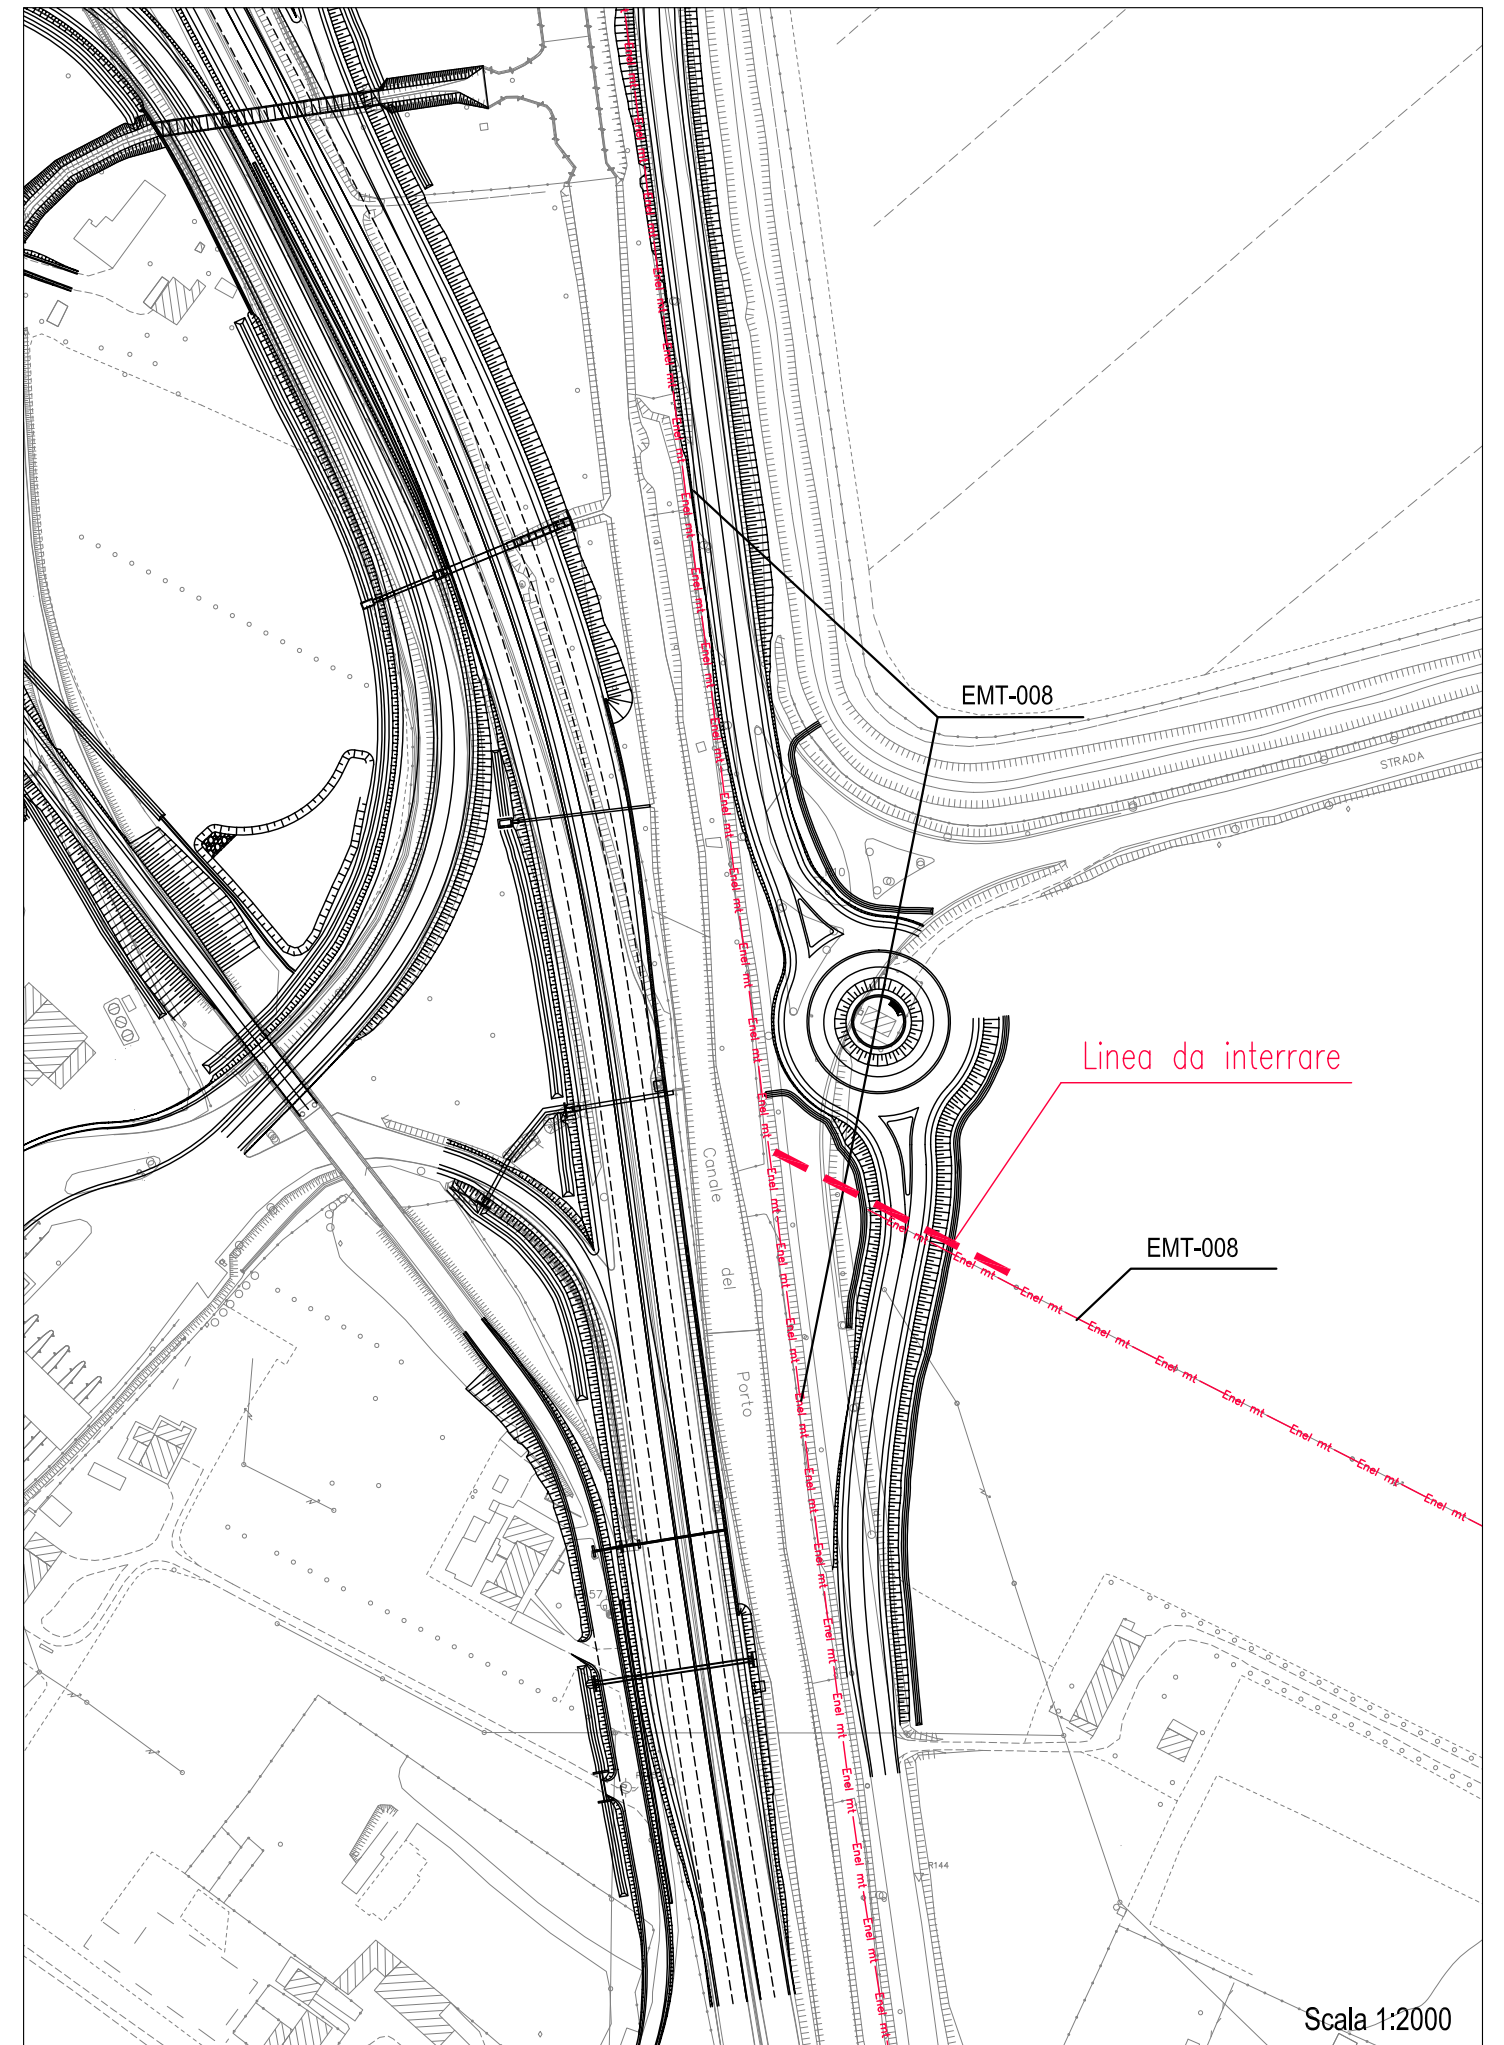 EMT-008
STRADA
Linea da interrare
EMT-008
Canale
del
Porto
Enel mt
R144
Scala 1:2000